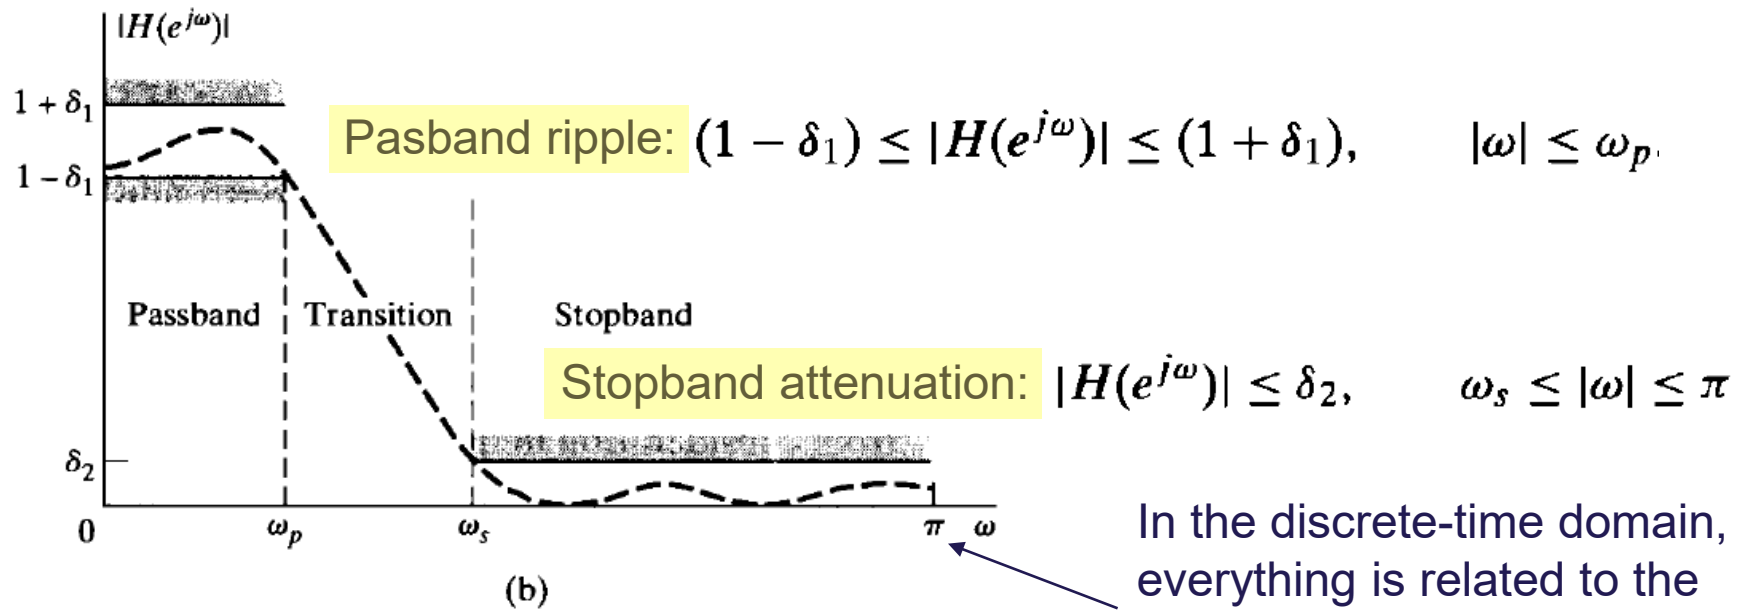 |H(e^{jω})|
1 + δ₁
Pasband ripple: (1 − δ₁) ≤ |H(e^{jω})| ≤ (1 + δ₁), |ω| ≤ ω_p.
1 − δ₁
Passband Transition Stopband
Stopband attenuation: |H(e^{jω})| ≤ δ₂, ω_s ≤ |ω| ≤ π
δ₂
0 ω_p ω_s π ω
In the discrete-time domain,
everything is related to the
(b)